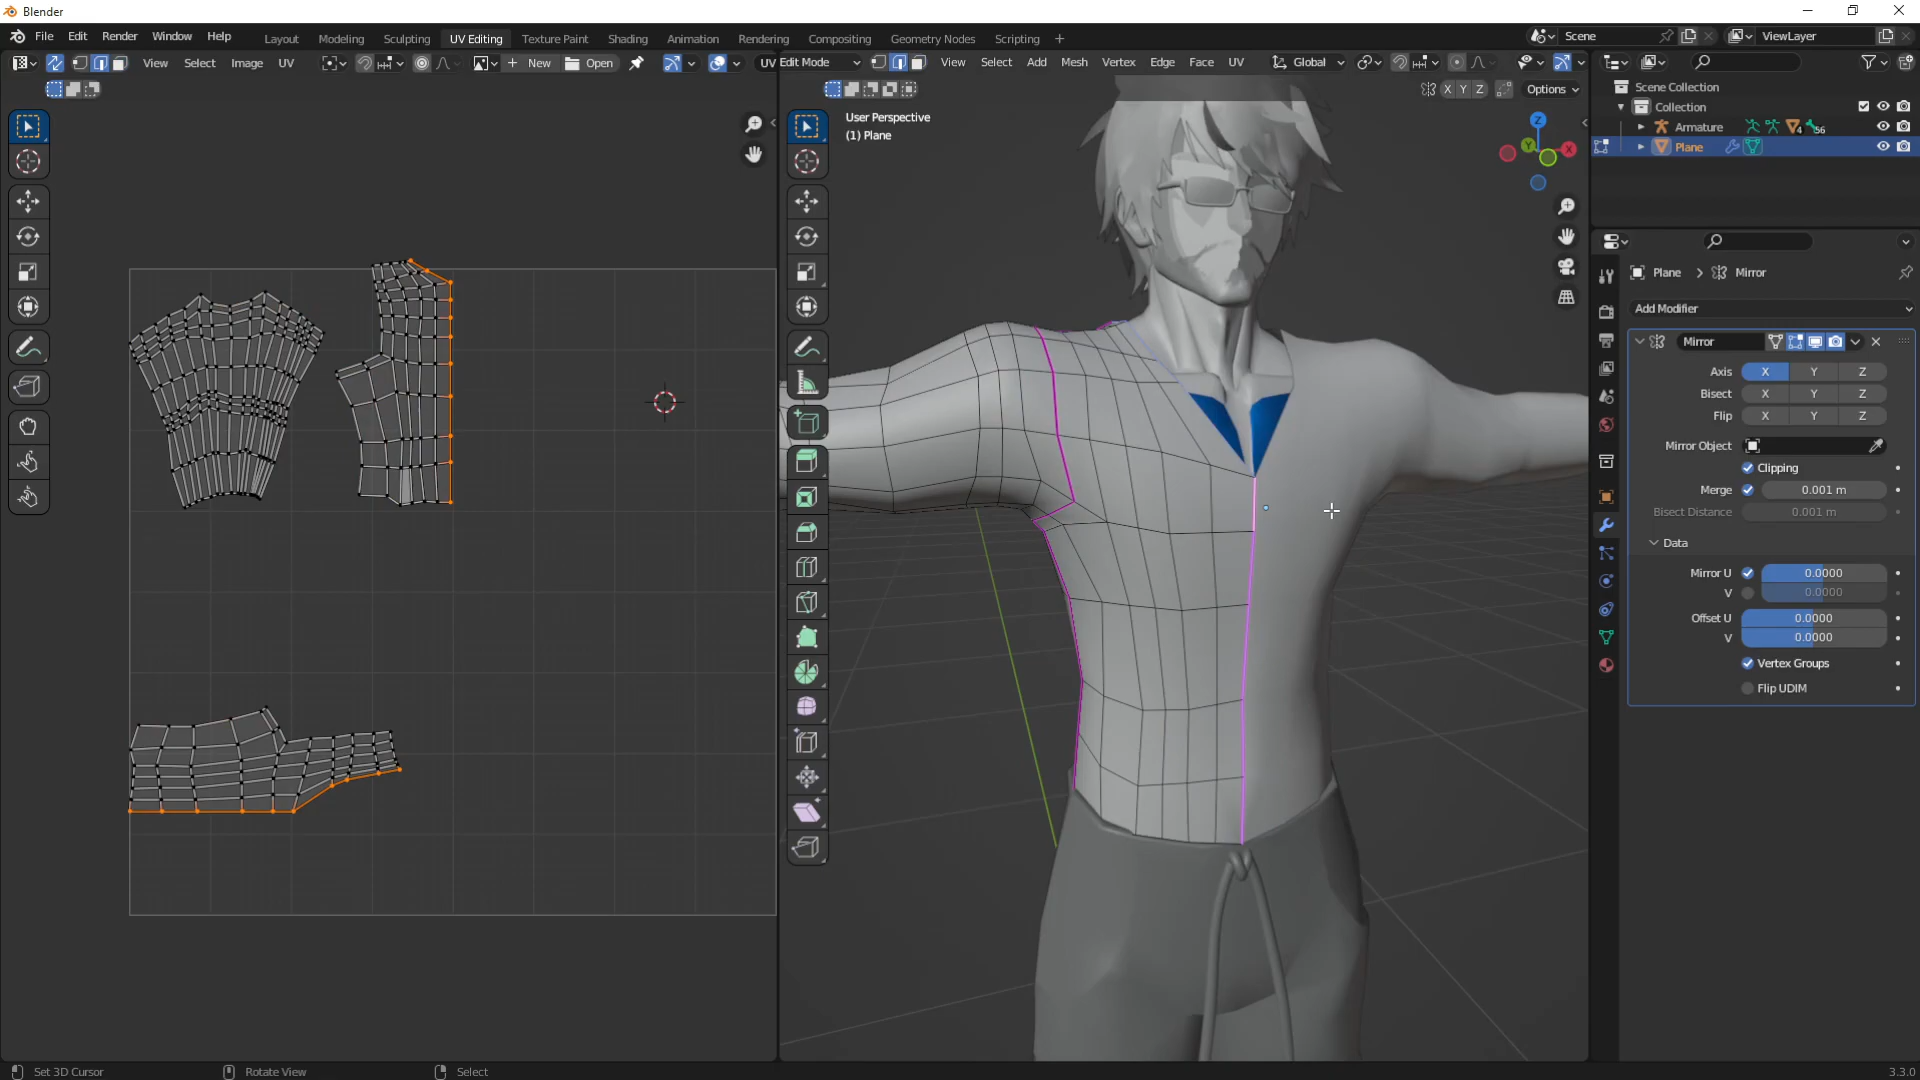 Blender
File Edit Render Window Help
Layout Modeling Sculpting UV Editing Texture Paint Shading Animation Rendering Compositing Geometry Nodes Scripting +
Scene
ViewLayer
View Select Image UV
New Open
UV
Edit Mode View Select Add Mesh Vertex Edge Face UV
Global
X Y Z
Options
User Perspective
(1) Plane
Z
Y
X
Scene Collection
Collection
Armature
4
56
Plane
Plane > Mirror
Add Modifier
Mirror
Axis X Y Z
Bisect X Y Z
Flip X Y Z
Mirror Object
Clipping
Merge 0.001 m
Bisect Distance 0.001 m
Data
Mirror U 0.0000
V 0.0000
Offset U 0.0000
V 0.0000
Vertex Groups
Flip UDIM
Set 3D Cursor Rotate View Select
3.3.0